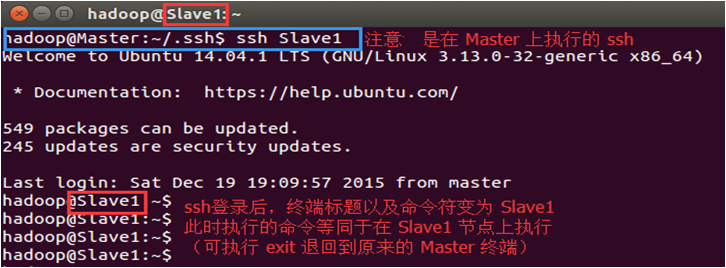 hadoop@Slave1: ~
hadoop@Master:~/.ssh$ ssh Slave1 注意: 是在 Master 上执行的 ssh
Welcome to Ubuntu 14.04.1 LTS (GNU/Linux 3.13.0-32-generic x86_64)
* Documentation: https://help.ubuntu.com/
549 packages can be updated.
245 updates are security updates.
Last login: Sat Dec 19 19:09:57 2015 from master
hadoop@Slave1:~$
hadoop@Slave1:~$
hadoop@Slave1:~$
hadoop@Slave1:~$
ssh登录后，终端标题以及命令符变为 Slave1
此时执行的命令等同于在 Slave1 节点上执行
（可执行 exit 退回到原来的 Master 终端）